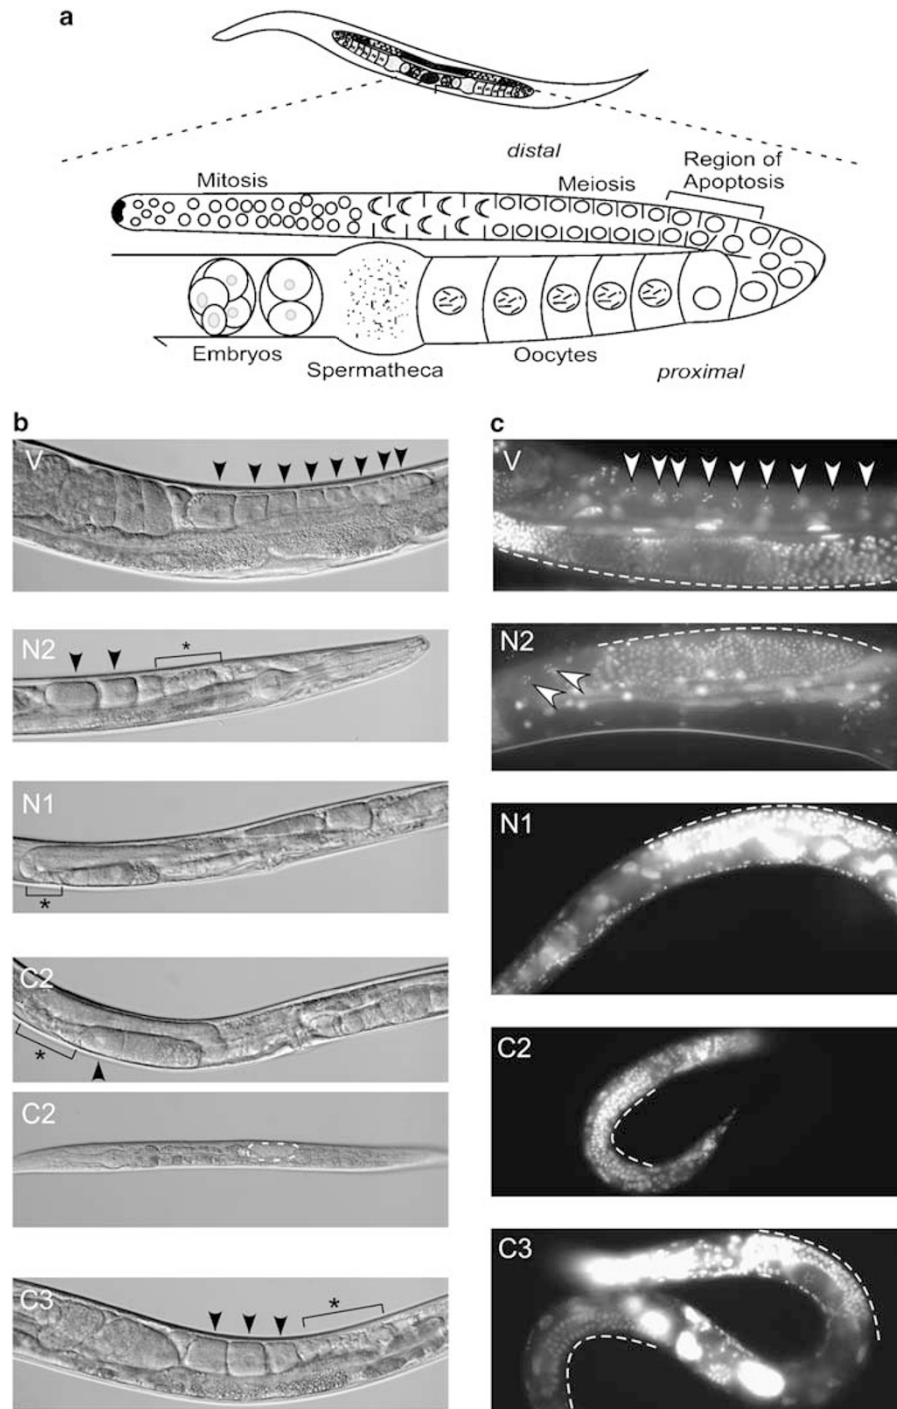 a
distal
Mitosis
Meiosis
Region of
Apoptosis
Embryos
Spermatheca
Oocytes
proximal
b
V
N2
*
N1
*
C2
*
C2
C3
*
c
V
N2
N1
C2
C3